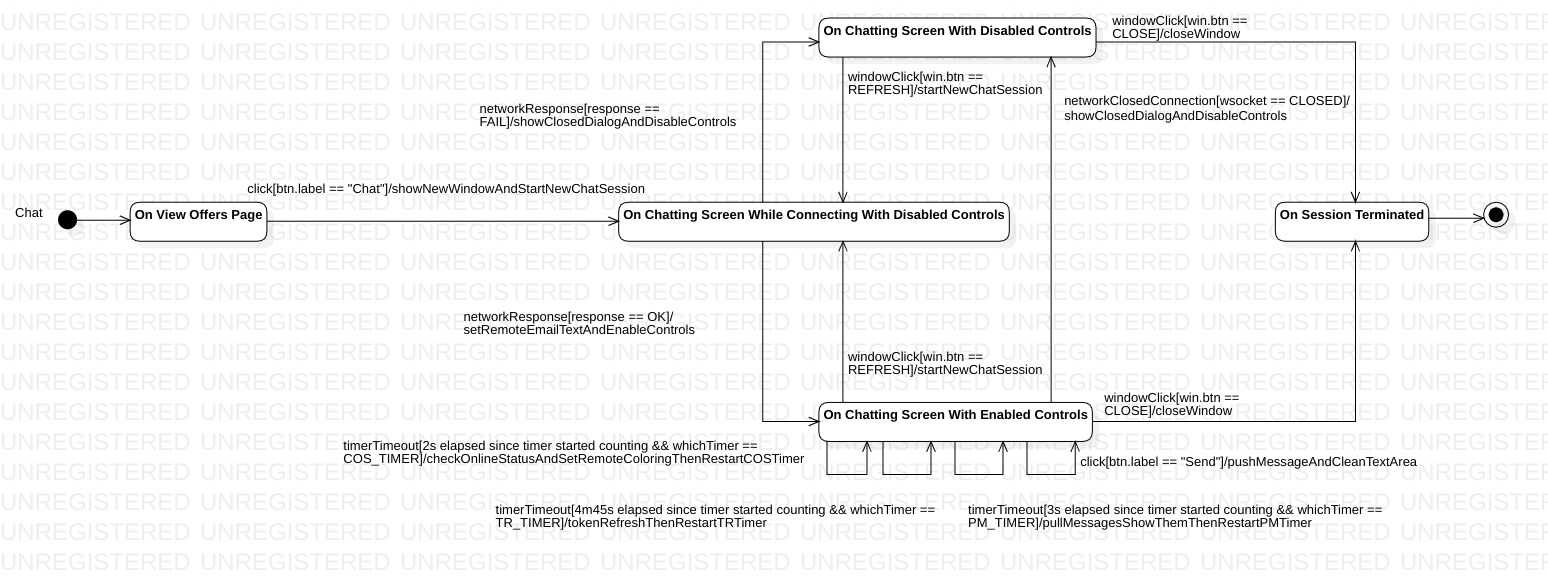 On Chatting Screen With Disabled Controls
windowClick[win.btn ==
CLOSE]/closeWindow
windowClick[win.btn ==
REFRESH]/startNewChatSession
networkClosedConnection[wsocket == CLOSED]/
showClosedDialogAndDisableControls
networkResponse[response ==
FAIL]/showClosedDialogAndDisableControls
click[btn.label == "Chat"]/showNewWindowAndStartNewChatSession
Chat
On View Offers Page
On Chatting Screen While Connecting With Disabled Controls
On Session Terminated
networkResponse[response == OK]/
setRemoteEmailTextAndEnableControls
windowClick[win.btn ==
REFRESH]/startNewChatSession
On Chatting Screen With Enabled Controls
windowClick[win.btn ==
CLOSE]/closeWindow
timerTimeout[2s elapsed since timer started counting && whichTimer ==
COS_TIMER]/checkOnlineStatusAndSetRemoteColoringThenRestartCOSTimer
click[btn.label == "Send"]/pushMessageAndCleanTextArea
timerTimeout[4m45s elapsed since timer started counting && whichTimer ==
TR_TIMER]/tokenRefreshThenRestartTRTimer
timerTimeout[3s elapsed since timer started counting && whichTimer ==
PM_TIMER]/pullMessagesShowThemThenRestartPMTimer
UNREGISTERED